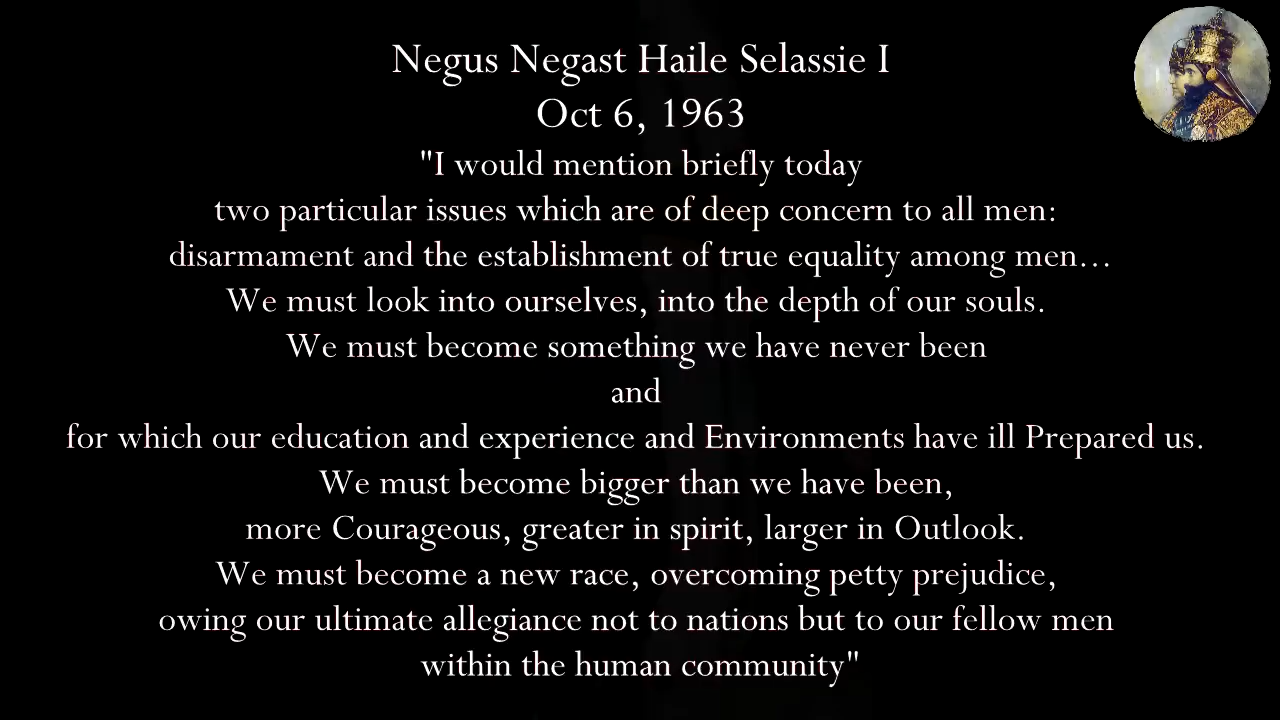 Negus Negast Haile Selassie I
Oct 6, 1963
"I would mention briefly today
two particular issues which are of deep concern to all men:
disarmament and the establishment of true equality among men...
We must look into ourselves, into the depth of our souls.
We must become something we have never been
and
for which our education and experience and Environments have ill Prepared us.
We must become bigger than we have been,
more Courageous, greater in spirit, larger in Outlook.
We must become a new race, overcoming petty prejudice,
owing our ultimate allegiance not to nations but to our fellow men
within the human community"